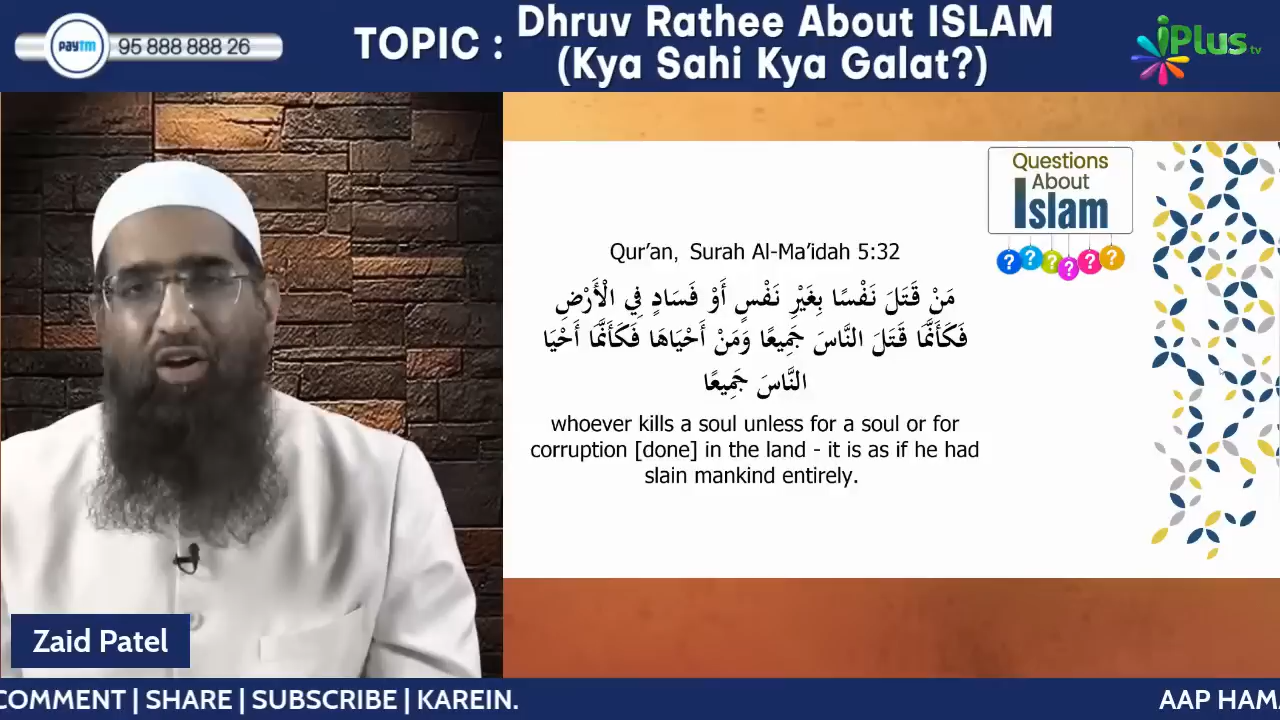 paytm
95 888 888 26
TOPIC :
Dhruv Rathee About ISLAM
(Kya Sahi Kya Galat?)
iPlus tv
Questions
About
Islam
? ? ? ? ? ?
Qur’an, Surah Al-Ma’idah 5:32
مَنْ قَتَلَ نَفْسًا بِغَيْرِ نَفْسٍ أَوْ فَسَادٍ فِي الْأَرْضِ
فَكَأَنَّمَا قَتَلَ النَّاسَ جَمِيعًا وَمَنْ أَحْيَاهَا فَكَأَنَّمَا أَحْيَا
النَّاسَ جَمِيعًا
whoever kills a soul unless for a soul or for
corruption [done] in the land - it is as if he had
slain mankind entirely.
Zaid Patel
COMMENT | SHARE | SUBSCRIBE | KAREIN.
AAP HAMA